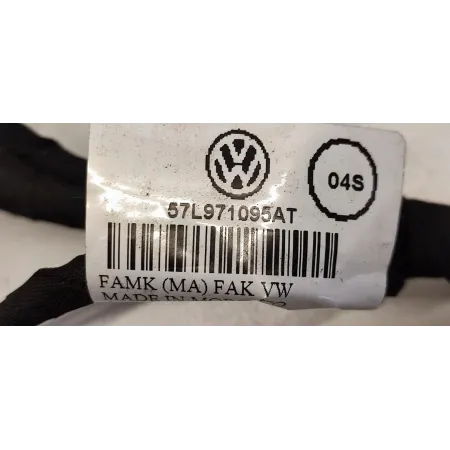 04S
57L971095AT
FAMK (MA) FAK VW
MADE IN